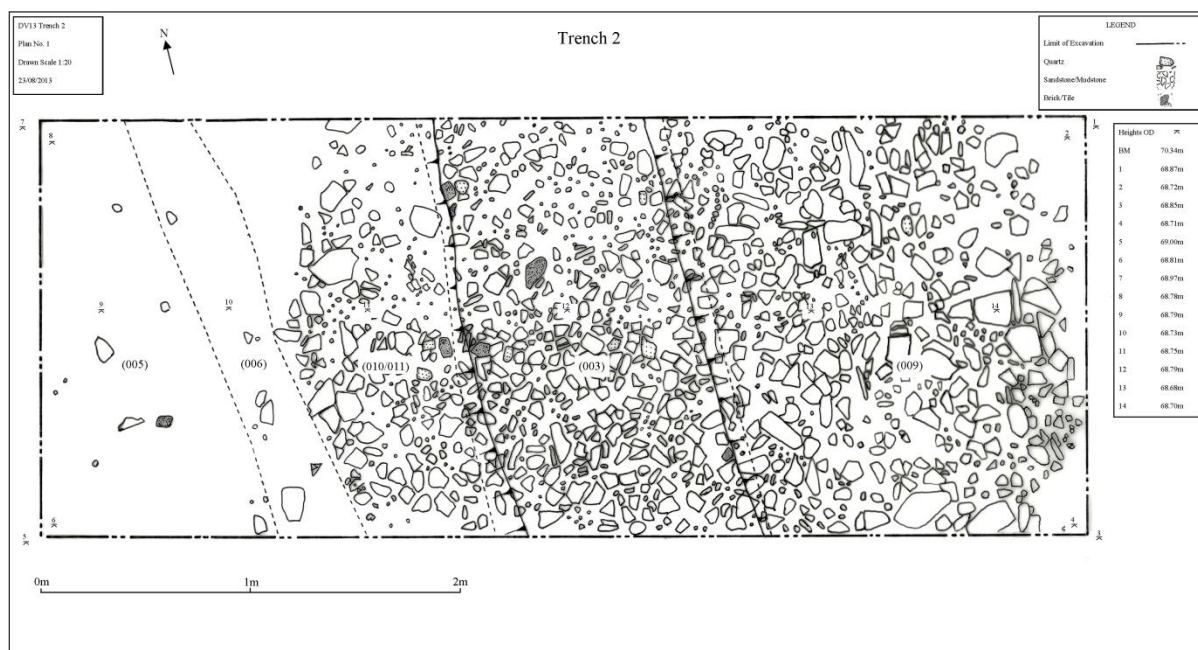 DV13 Trench 2
Plan No. 1
Drawn Scale 1:20
23/08/2013
N
Trench 2
LEGEND
Limit of Excavation
Quartz
Sandstone/Mudstone
Brick/Tile
7
8
1
2
Heights OD
BM 70.34m
1 68.87m
2 68.72m
3 68.85m
4 68.71m
5 69.00m
6 68.81m
7 68.97m
8 68.78m
9 68.79m
10 68.73m
11 68.75m
12 68.79m
13 68.68m
14 68.70m
9
10
11
12
13
14
(005)
(006)
(010/011)
(003)
(009)
6
5
4
3
0m
1m
2m